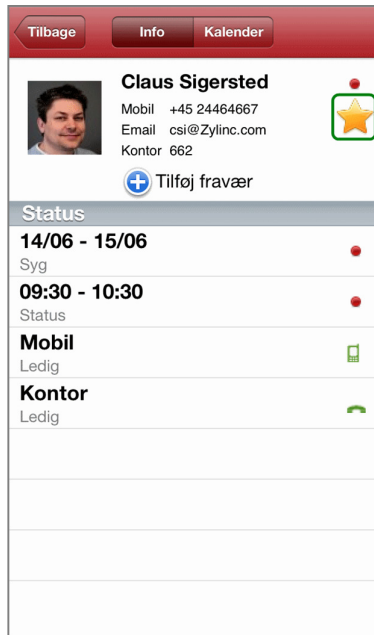 Tilbage Info Kalender
Claus Sigersted
Mobil +45 24464667
Email csi@Zylinc.com
Kontor 662
Tilføj fravær
Status
14/06 - 15/06
Syg
09:30 - 10:30
Status
Mobil
Ledig
Kontor
Ledig